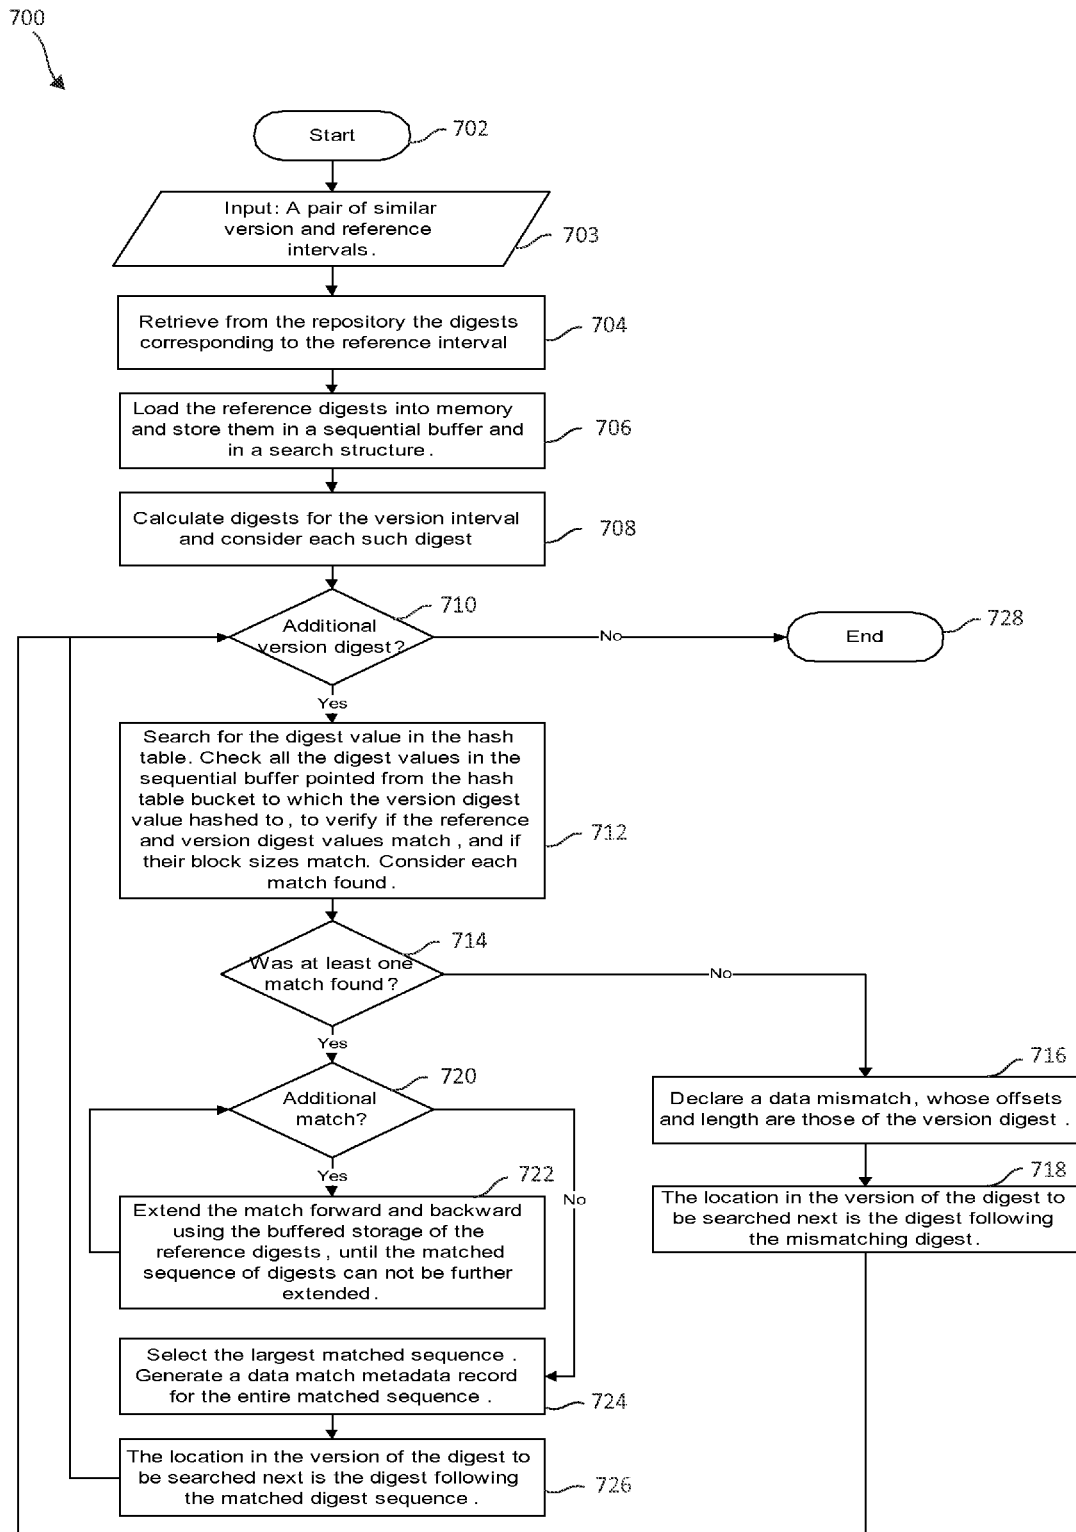 700
Start
702
Input: A pair of similar
version and reference
intervals.
703
Retrieve from the repository the digests
corresponding to the reference interval
704
Load the reference digests into memory
and store them in a sequential buffer and
in a search structure.
706
Calculate digests for the version interval
and consider each such digest
708
710
Additional
version digest?
No
End
728
Yes
Search for the digest value in the hash
table. Check all the digest values in the
sequential buffer pointed from the hash
table bucket to which the version digest
value hashed to, to verify if the reference
and version digest values match, and if
their block sizes match. Consider each
match found.
712
714
Was at least one
match found?
No
Yes
716
Declare a data mismatch, whose offsets
and length are those of the version digest.
718
The location in the version of the digest to
be searched next is the digest following
the mismatching digest.
720
Additional
match?
Yes
No
722
Extend the match forward and backward
using the buffered storage of the
reference digests, until the matched
sequence of digests can not be further
extended.
Select the largest matched sequence.
Generate a data match metadata record
for the entire matched sequence.
724
The location in the version of the digest to
be searched next is the digest following
the matched digest sequence.
726